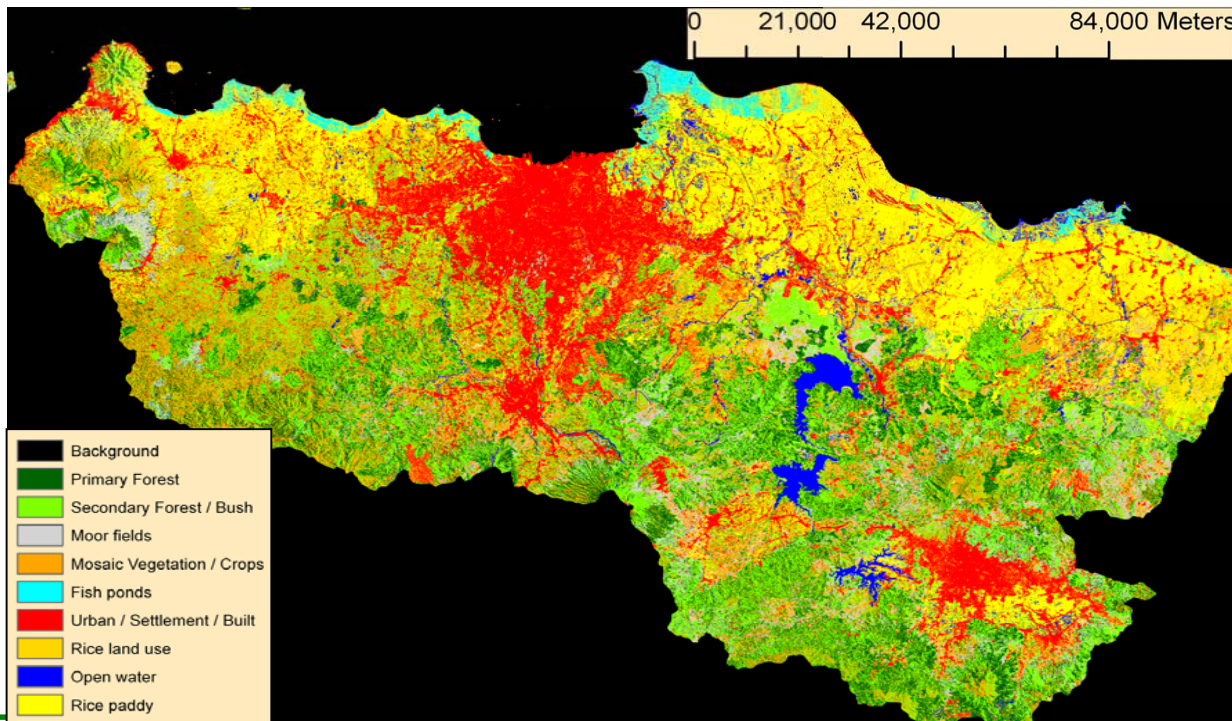 0 21,000 42,000 84,000 Meters
Background
Primary Forest
Secondary Forest / Bush
Moor fields
Mosaic Vegetation / Crops
Fish ponds
Urban / Settlement / Built
Rice land use
Open water
Rice paddy